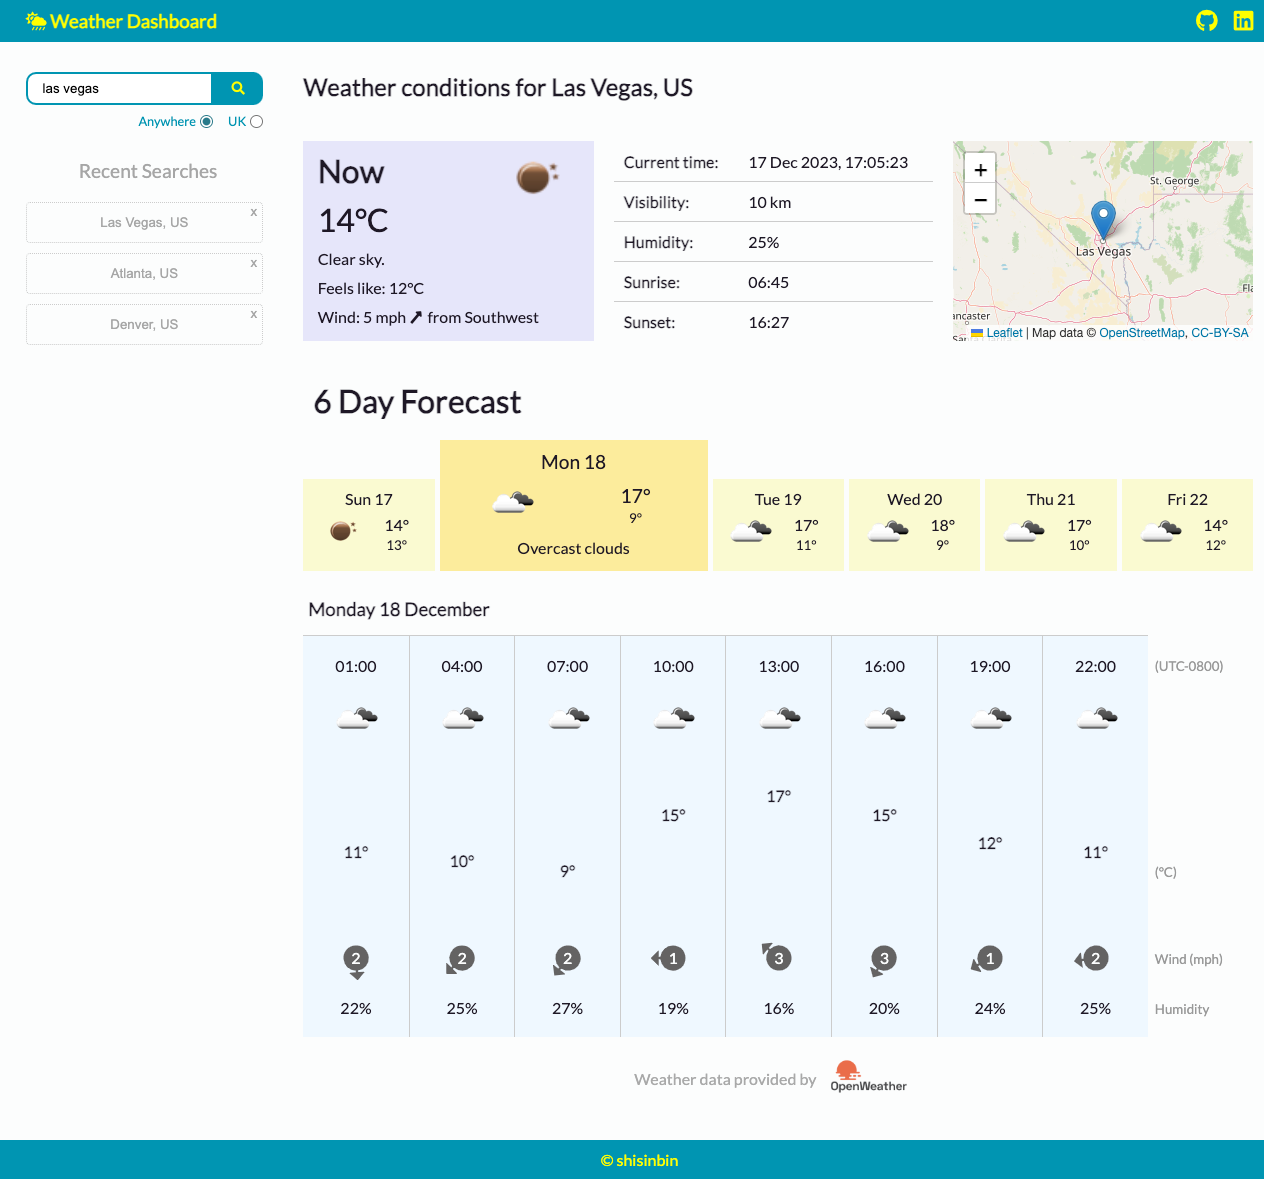 Weather Dashboard
las vegas
Anywhere UK
Recent Searches
Las Vegas, US x
Atlanta, US x
Denver, US x
Weather conditions for Las Vegas, US
Now
14°C
Clear sky.
Feels like: 12°C
Wind: 5 mph from Southwest
Current time: 17 Dec 2023, 17:05:23
Visibility: 10 km
Humidity: 25%
Sunrise: 06:45
Sunset: 16:27
+
−
St. George
Las Vegas
Leaflet | Map data © OpenStreetMap, CC-BY-SA
6 Day Forecast
Sun 17
14°
13°
Mon 18
17°
9°
Overcast clouds
Tue 19
17°
11°
Wed 20
18°
9°
Thu 21
17°
10°
Fri 22
14°
12°
Monday 18 December
01:00 04:00 07:00 10:00 13:00 16:00 19:00 22:00 (UTC-0800)
11° 10° 9° 15° 17° 15° 12° 11° (°C)
2 2 2 1 3 3 1 2 Wind (mph)
22% 25% 27% 19% 16% 20% 24% 25% Humidity
Weather data provided by OpenWeather
© shisinbin